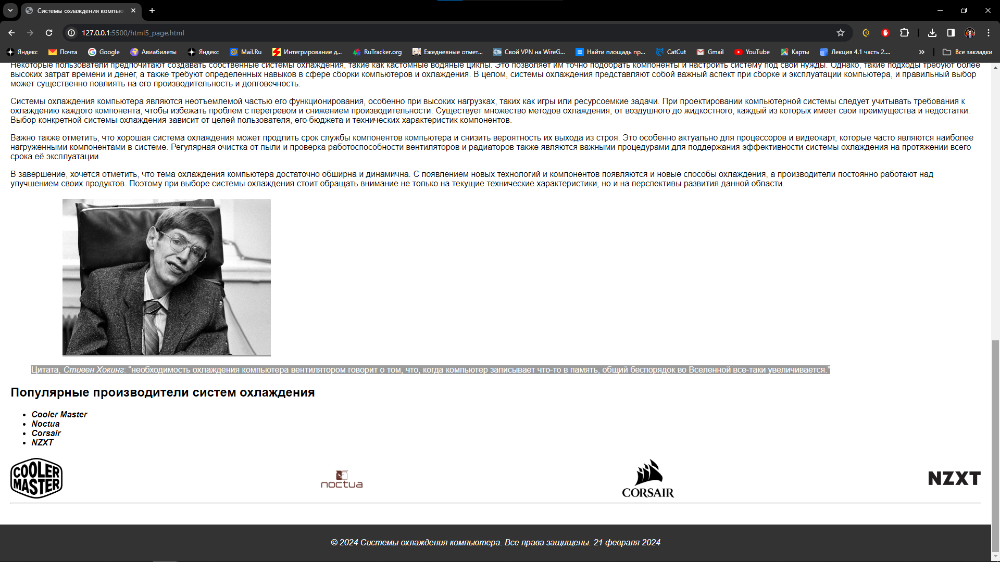 Системы охлаждения компью
127.0.0.1:5500/html5_page.html
Яндекс
Почта
Google
Авиабилеты
Яндекс
Mail.Ru
Интегрирование д...
RuTracker.org
Ежедневные отмет...
Свой VPN на WireG...
Найти площадь пр...
CatCut
Gmail
YouTube
Карты
Лекция 4.1 часть 2....
»
Все закладки
Некоторые пользователи предпочитают создавать собственные системы охлаждения, такие как кастомные водяные циклы. Это позволяет им точно подобрать компоненты и настроить систему под свои нужды. Однако, такие подходы требуют более
высоких затрат времени и денег, а также требуют определенных навыков в сфере сборки компьютеров и охлаждения. В целом, системы охлаждения представляют собой важный аспект при сборке и эксплуатации компьютера, и правильный выбор
может существенно повлиять на его производительность и долговечность.
Системы охлаждения компьютера являются неотъемлемой частью его функционирования, особенно при высоких нагрузках, таких как игры или ресурсоемкие задачи. При проектировании компьютерной системы следует учитывать требования к
охлаждению каждого компонента, чтобы избежать проблем с перегревом и снижением производительности. Существует множество методов охлаждения, от воздушного до жидкостного, каждый из которых имеет свои преимущества и недостатки.
Выбор конкретной системы охлаждения зависит от целей пользователя, его бюджета и технических характеристик компонентов.
Важно также отметить, что хорошая система охлаждения может продлить срок службы компонентов компьютера и снизить вероятность их выхода из строя. Это особенно актуально для процессоров и видеокарт, которые часто являются наиболее
нагруженными компонентами в системе. Регулярная очистка от пыли и проверка работоспособности вентиляторов и радиаторов также являются важными процедурами для поддержания эффективности системы охлаждения на протяжении всего
срока её эксплуатации.
В завершение, хочется отметить, что тема охлаждения компьютера достаточно обширна и динамична. С появлением новых технологий и компонентов появляются и новые способы охлаждения, а производители постоянно работают над
улучшением своих продуктов. Поэтому при выборе системы охлаждения стоит обращать внимание не только на текущие технические характеристики, но и на перспективы развития данной области.
Цитата, Стивен Хокинг: “необходимость охлаждения компьютера вентилятором говорит о том, что, когда компьютер записывает что-то в память, общий беспорядок во Вселенной все-таки увеличивается.”
Популярные производители систем охлаждения
• Cooler Master
• Noctua
• Corsair
• NZXT
COOLER
MASTER
noctua
CORSAIR
NZXT
© 2024 Системы охлаждения компьютера. Все права защищены. 21 февраля 2024